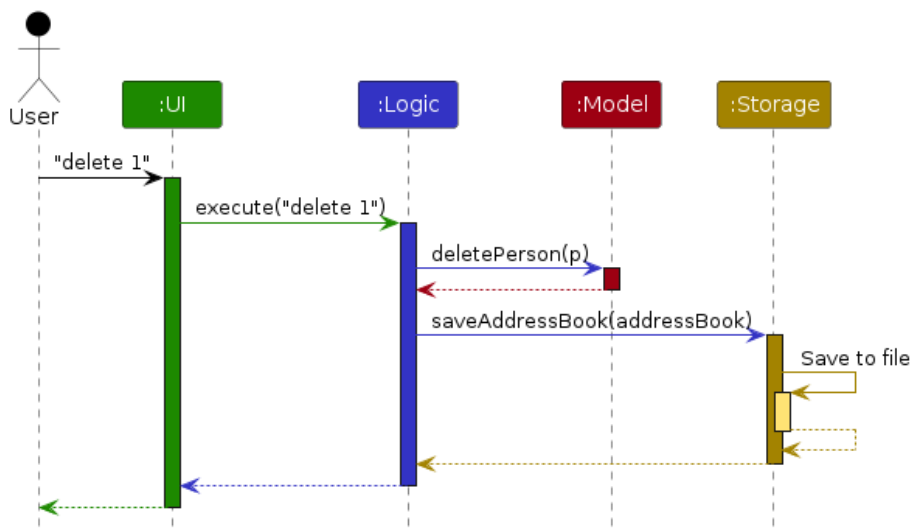 :UI
:Logic
:Model
:Storage
User
"delete 1"
execute("delete 1")
deletePerson(p)
saveAddressBook(addressBook)
Save to file